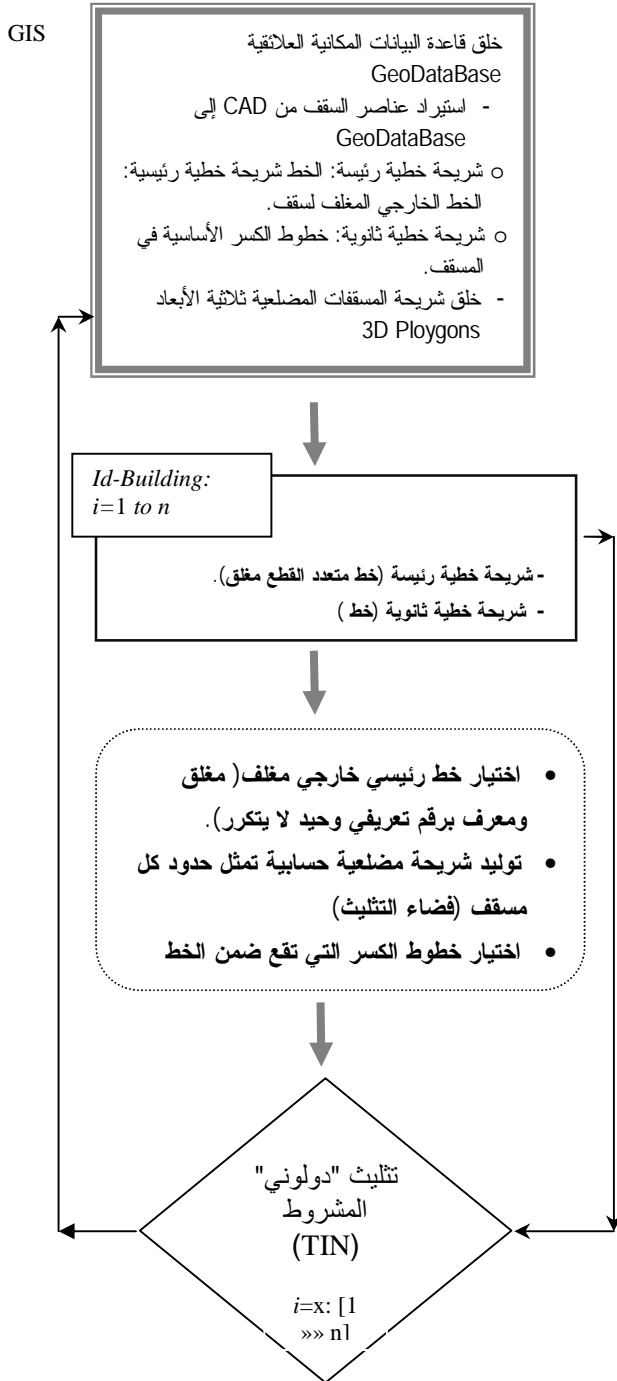 GIS
خلق قاعدة البيانات المكانية العلائقية
GeoDataBase
- استيراد عناصر السقف من CAD إلى
GeoDataBase
o شريحة خطية رئسة: الخط شريحة خطية رئيسية:
الخط الخارجي المغلف لسقف.
o شريحة خطية ثانوية: خطوط الكسر الأساسية في
المسقف.
- خلق شريحة المسقفات المضلعية ثلاثية الأبعاد
3D Ploygons
Id-Building:
i=1 to n
- شريحة خطية رئسة (خط متعدد القطع مغلق).
- شريحة خطية ثانوية (خط )
• اختيار خط رئيسي خارجي مغلف( مغلق
ومعرف برقم تعريفي وحيد لا يتكرر).
• توليد شريحة مضلعية حسابية تمثل حدود كل
مسقف (فضاء التثليث)
• اختيار خطوط الكسر التي تقع ضمن الخط
تثليث "دولوني"
المشروط
(TIN)
i=x: [1
»» n]